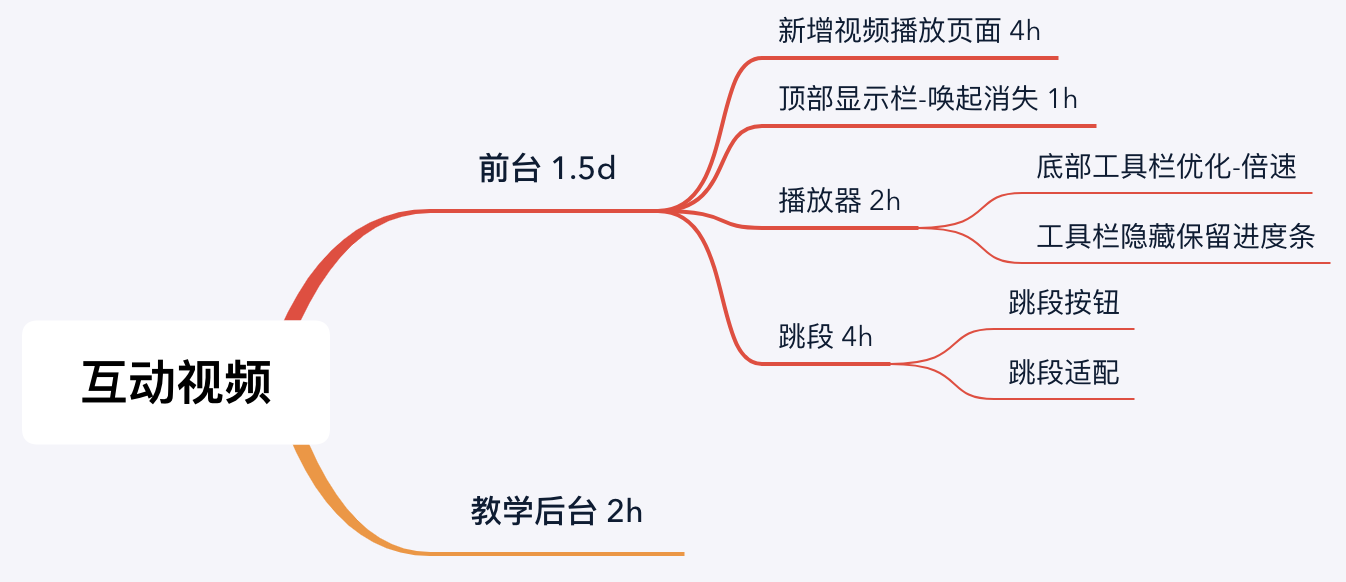 互动视频
前台 1.5d
新增视频播放页面 4h
顶部显示栏-唤起消失 1h
播放器 2h
底部工具栏优化-倍速
工具栏隐藏保留进度条
跳段 4h
跳段按钮
跳段适配
教学后台 2h